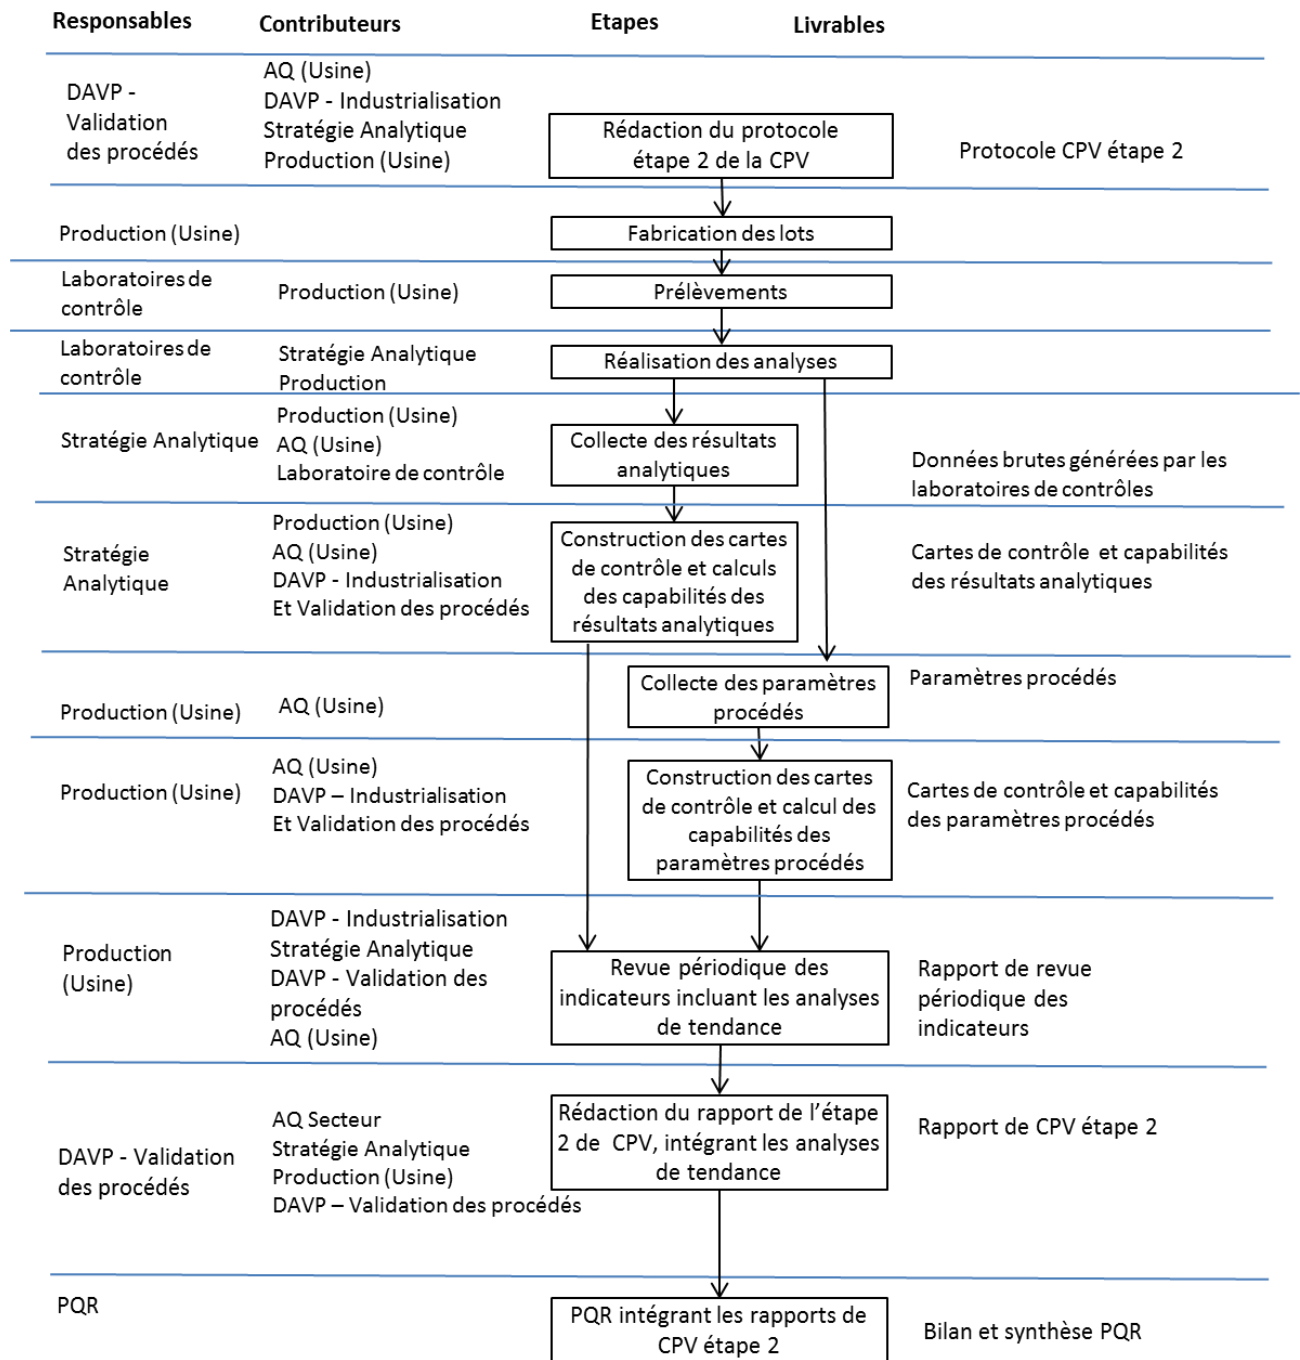 Responsables
Contributeurs
Etapes
Livrables
DAVP -
Validation
des procédés
AQ (Usine)
DAVP - Industrialisation
Stratégie Analytique
Production (Usine)
Rédaction du protocole
étape 2 de la CPV
Protocole CPV étape 2
Production (Usine)
Fabrication des lots
Laboratoires de
contrôle
Production (Usine)
Prélèvements
Laboratoires de
contrôle
Stratégie Analytique
Production
Réalisation des analyses
Stratégie Analytique
Production (Usine)
AQ (Usine)
Laboratoire de contrôle
Collecte des résultats
analytiques
Données brutes générées par les
laboratoires de contrôles
Stratégie
Analytique
Production (Usine)
AQ (Usine)
DAVP - Industrialisation
Et Validation des procédés
Construction des cartes
de contrôle et calculs
des capabilités des
résultats analytiques
Cartes de contrôle et capabilités
des résultats analytiques
Production (Usine)
AQ (Usine)
Collecte des paramètres
procédés
Paramètres procédés
Production (Usine)
AQ (Usine)
DAVP – Industrialisation
Et Validation des procédés
Construction des cartes
de contrôle et calcul des
capabilités des
paramètres procédés
Cartes de contrôle et capabilités
des paramètres procédés
Production
(Usine)
DAVP - Industrialisation
Stratégie Analytique
DAVP - Validation des
procédés
AQ (Usine)
Revue périodique des
indicateurs incluant les analyses
de tendance
Rapport de revue
périodique des
indicateurs
DAVP - Validation
des procédés
AQ Secteur
Stratégie Analytique
Production (Usine)
DAVP – Validation des procédés
Rédaction du rapport de l’étape
2 de CPV, intégrant les analyses
de tendance
Rapport de CPV étape 2
PQR
PQR intégrant les rapports de
CPV étape 2
Bilan et synthèse PQR